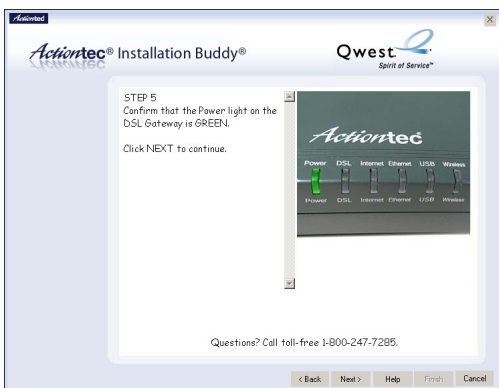 Actiontec
Actiontec® Installation Buddy®
Qwest
Spirit of Service™
STEP 5
Confirm that the Power light on the
DSL Gateway is GREEN.
Click NEXT to continue.
Actiontec
Power DSL Internet Ethernet USB Wireless
Power DSL Internet Ethernet USB Wireless
Questions? Call toll-free 1-800-247-7285.
< Back Next > Help Finish Cancel